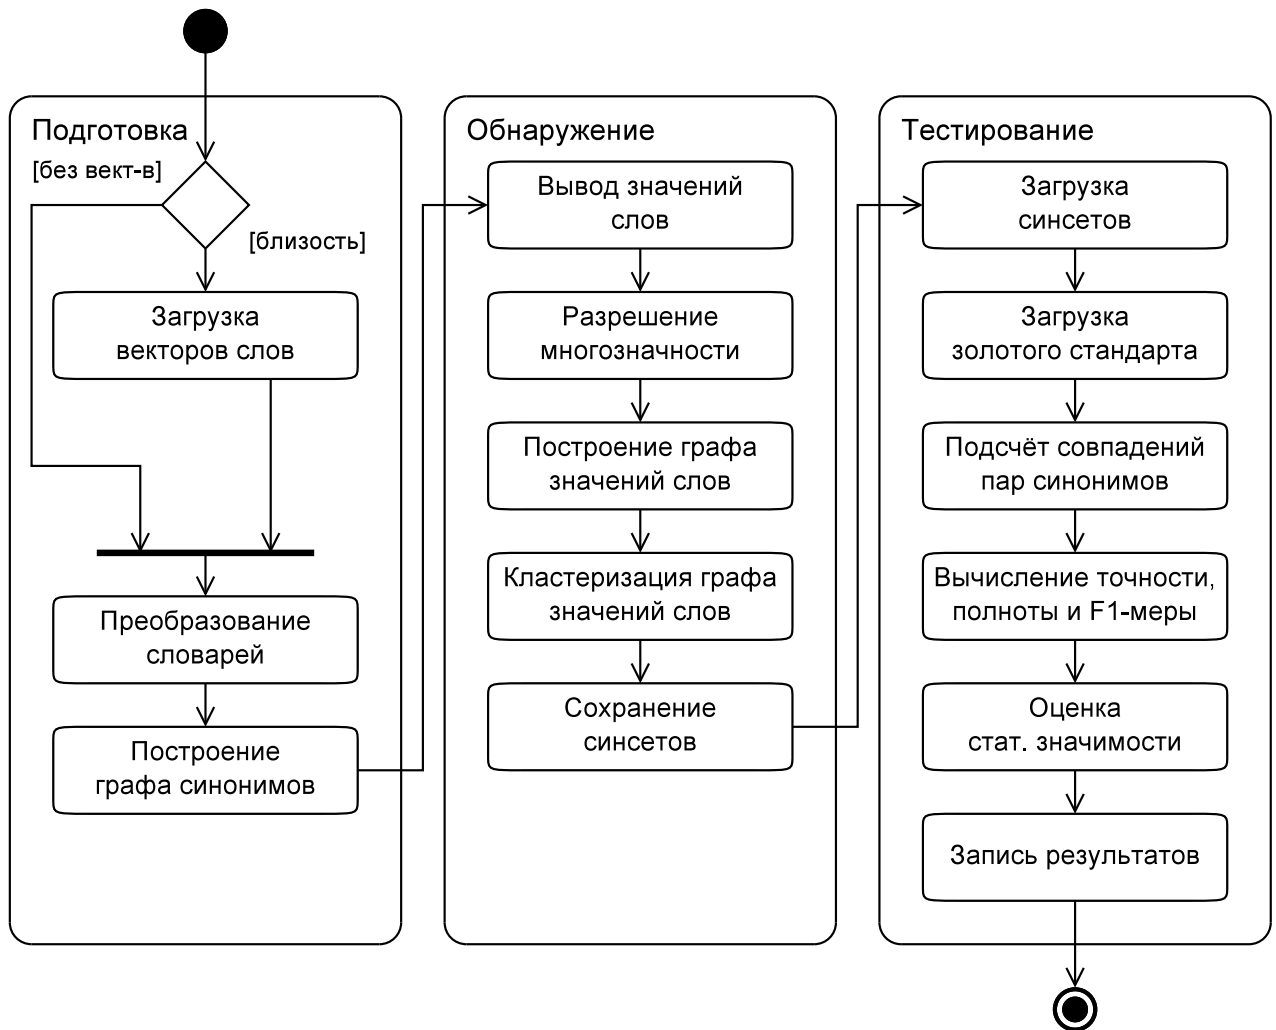 Подготовка
[без вект-в]
[близость]
Загрузка
векторов слов
Преобразование
словарей
Построение
графа синонимов
Обнаружение
Вывод значений
слов
Разрешение
многозначности
Построение графа
значений слов
Кластеризация графа
значений слов
Сохранение
синсетов
Тестирование
Загрузка
синсетов
Загрузка
золотого стандарта
Подсчёт совпадений
пар синонимов
Вычисление точности,
полноты и F1-меры
Оценка
стат. значимости
Запись результатов